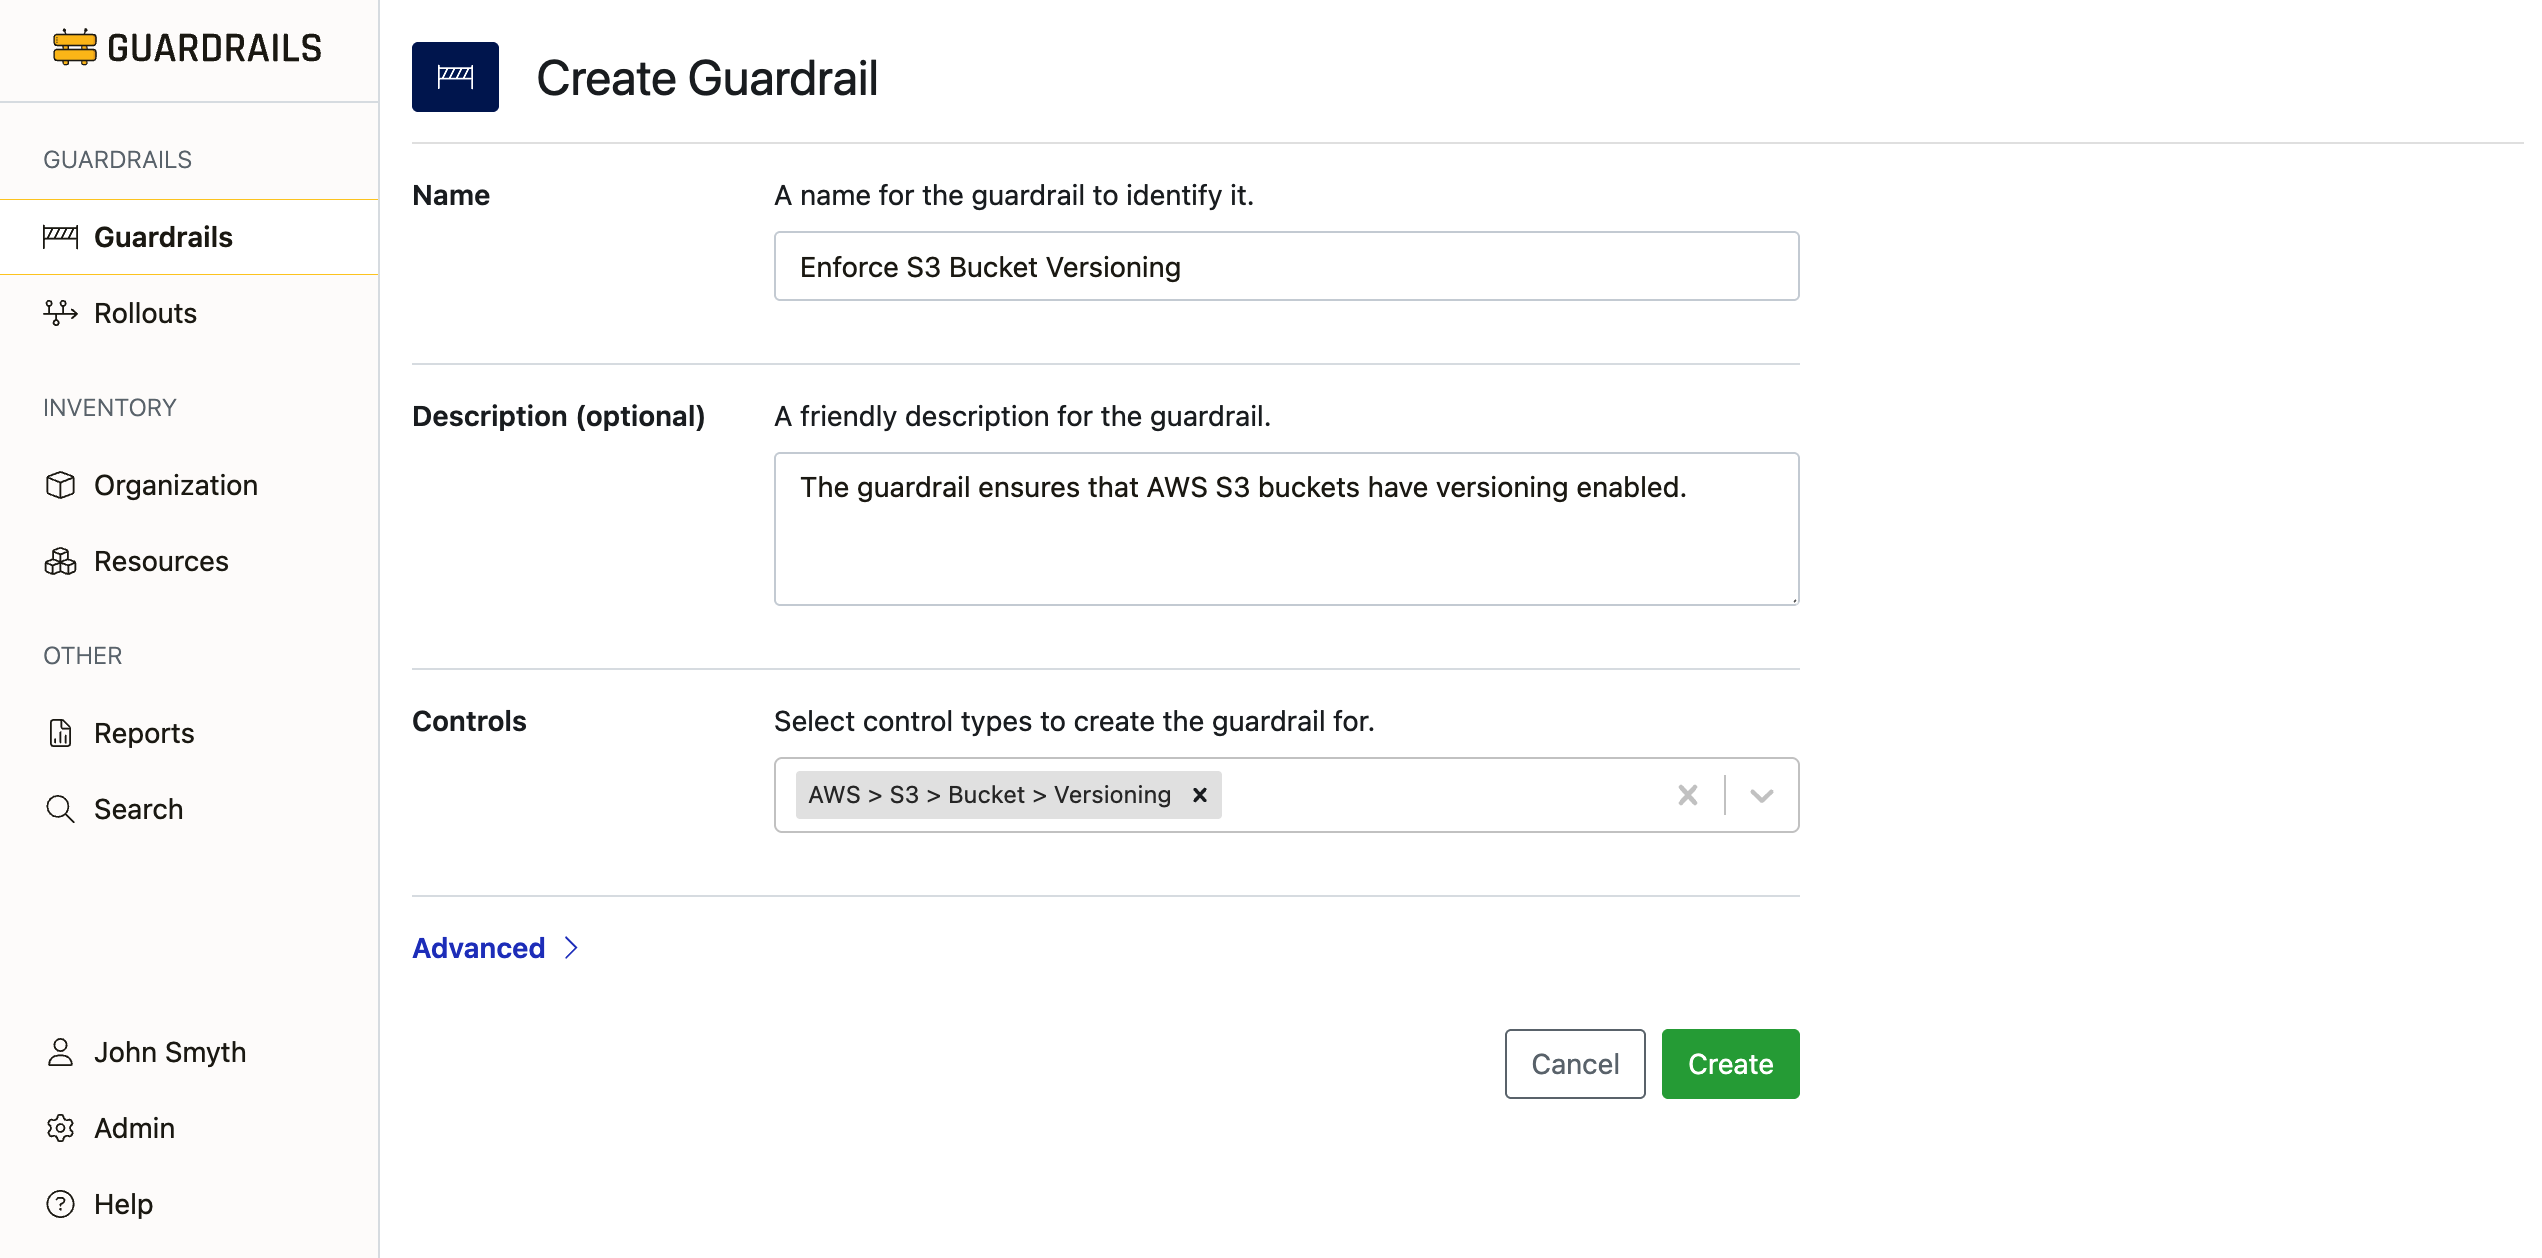 GUARDRAILS
GUARDRAILS
Guardrails
Rollouts
INVENTORY
Organization
Resources
OTHER
Reports
Search
John Smyth
Admin
Help
Create Guardrail
Name
A name for the guardrail to identify it.
Enforce S3 Bucket Versioning
Description (optional)
A friendly description for the guardrail.
The guardrail ensures that AWS S3 buckets have versioning enabled.
Controls
Select control types to create the guardrail for.
AWS > S3 > Bucket > Versioning
Advanced
Cancel
Create